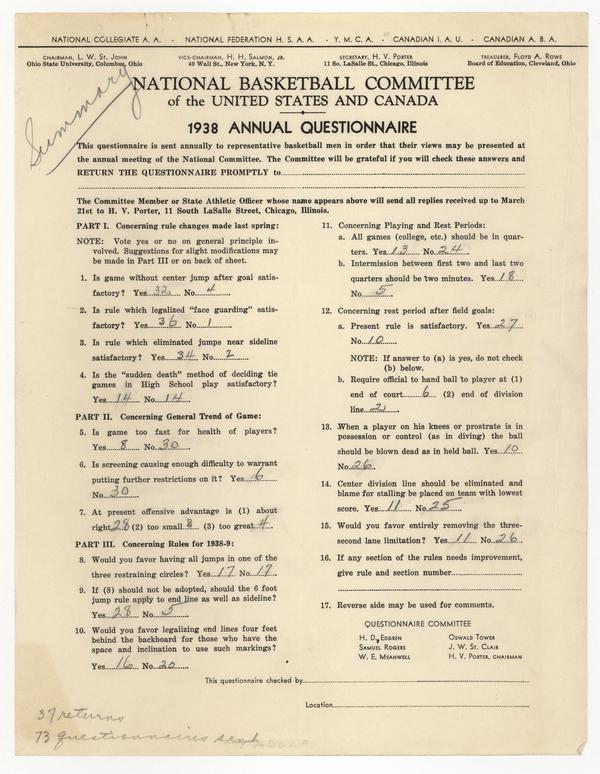 NATIONAL COLLEGIATE A. A. - NATIONAL FEDERATION H. S. A. A. - Y. M. C. A. - CANADIAN I. A. U. - CANADIAN A. B. A.
CHAIRMAN, L. W. ST. JOHN VICE-CHAIRMAN, H. H. SALMON, JR. SECRETARY, H. V. PORTER TREASURER, FLOYD A. ROWE
Ohio State University, Columbus, Ohio 40 Wall St., New York, N. Y. 11 So. LaSalle St., Chicago, Illinois Board of Education, Cleveland, Ohio
Summary
NATIONAL BASKETBALL COMMITTEE
of the UNITED STATES AND CANADA
1938 ANNUAL QUESTIONNAIRE
This questionnaire is sent annually to representative basketball men in order that their views may be presented at
the annual meeting of the National Committee. The Committee will be grateful if you will check these answers and
RETURN THE QUESTIONNAIRE PROMPTLY to
The Committee Member or State Athletic Officer whose name appears above will send all replies received up to March
21st to H. V. Porter, 11 South LaSalle Street, Chicago, Illinois.
PART I. Concerning rule changes made last spring:
NOTE: Vote yes or no on general principle in-
volved. Suggestions for slight modifications may
be made in Part III or on back of sheet.
1. Is game without center jump after goal satis-
factory? Yes 32 No 4
2. Is rule which legalized "face guarding" satis-
factory? Yes 36 No 1
3. Is rule which eliminated jumps near sideline
satisfactory? Yes 34 No 2
4. Is the "sudden death" method of deciding tie
games in High School play satisfactory?
Yes 14 No 14
PART II. Concerning General Trend of Game:
5. Is game too fast for health of players?
Yes 8 No 30
6. Is screening causing enough difficulty to warrant
putting further restrictions on it? Yes 6
No 30
7. At present offensive advantage is (1) about
right 28 (2) too small 3 (3) too great 4
PART III. Concerning Rules for 1938-9:
8. Would you favor having all jumps in one of the
three restraining circles? Yes 17 No 17
9. If (8) should not be adopted, should the 6 foot
jump rule apply to end line as well as sideline?
Yes 28 No 5
10. Would you favor legalizing end lines four feet
behind the backboard for those who have the
space and inclination to use such markings?
Yes 16 No 20
11. Concerning Playing and Rest Periods:
a. All games (college, etc.) should be in quar-
ters. Yes 13 No 24
b. Intermission between first two and last two
quarters should be two minutes. Yes 18
No 5
12. Concerning rest period after field goals:
a. Present rule is satisfactory. Yes 27
No 10
NOTE: If answer to (a) is yes, do not check
(b) below.
b. Require official to hand ball to player at (1)
end of court 6 (2) end of division
line 2
13. When a player on his knees or prostrate is in
possession or control (as in diving) the ball
should be blown dead as in held ball. Yes 10
No 26
14. Center division line should be eliminated and
blame for stalling be placed on team with lowest
score. Yes 11 No 25
15. Would you favor entirely removing the three-
second lane limitation? Yes 11 No 26
16. If any section of the rules needs improvement,
give rule and section number
17. Reverse side may be used for comments.
QUESTIONNAIRE COMMITTEE
H. D. EDGREN OSWALD TOWER
SAMUEL ROGERS J. W. ST. CLAIR
W. E. MEANWELL H. V. PORTER, CHAIRMAN
This questionnaire checked by
Location
37 returns
73 questionnaires sent